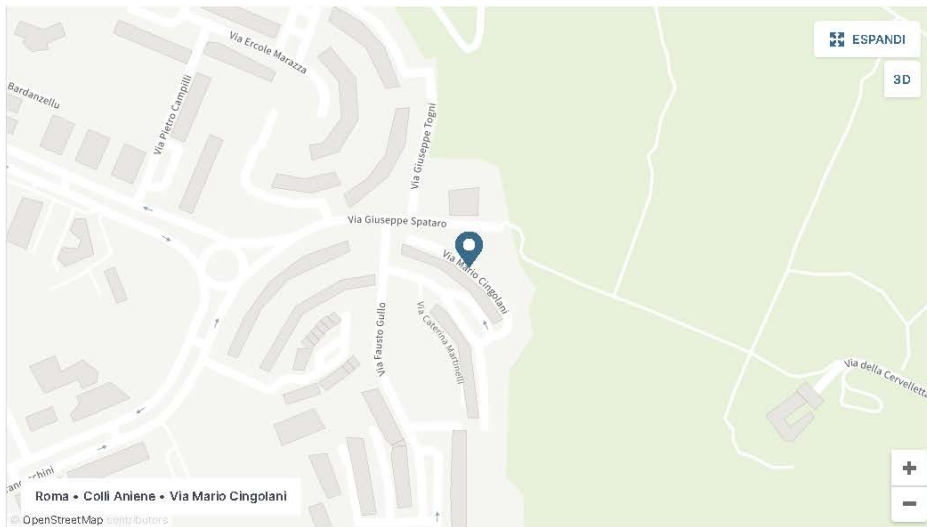 Via Ercole Marazza
ESPANDI
3D
Bardanzellu
Via Pietro Campilli
Via Giuseppe Togni
Via Giuseppe Spataro
Via Mario Cingolani
Via Fausto Gullo
Via Caterina Martinelli
Via della Cervelletta
+
Roma • Colli Aniene • Via Mario Cingolani
−
© OpenStreetMap contributors